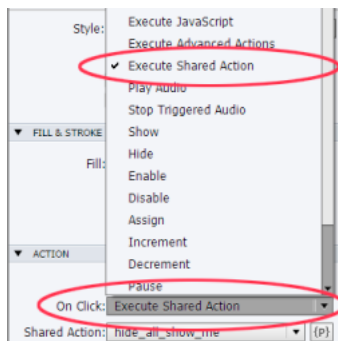 Execute JavaScript
Style:
Execute Advanced Actions
Execute Shared Action
Play Audio
Stop Triggered Audio
FILL & STROKE
Show
Hide
Fill:
Enable
Disable
Assign
Increment
ACTION
Decrement
Pause
On Click: Execute Shared Action
Shared Action: hide_all_show_me {P}